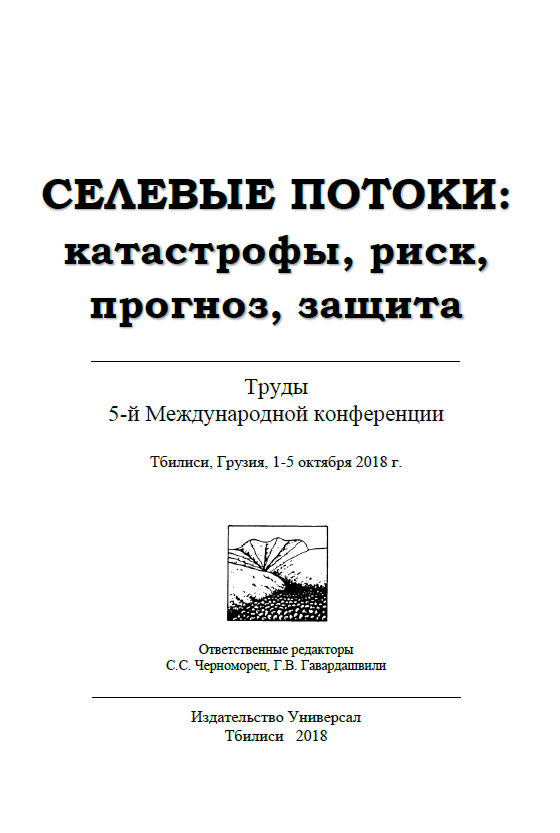 СЕЛЕВЫЕ ПОТОКИ:
катастрофы, риск,
прогноз, защита
Труды
5-й Международной конференции
Тбилиси, Грузия, 1-5 октября 2018 г.
Ответственные редакторы
С.С. Черноморец, Г.В. Гавардашвили
Издательство Универсал
Тбилиси 2018